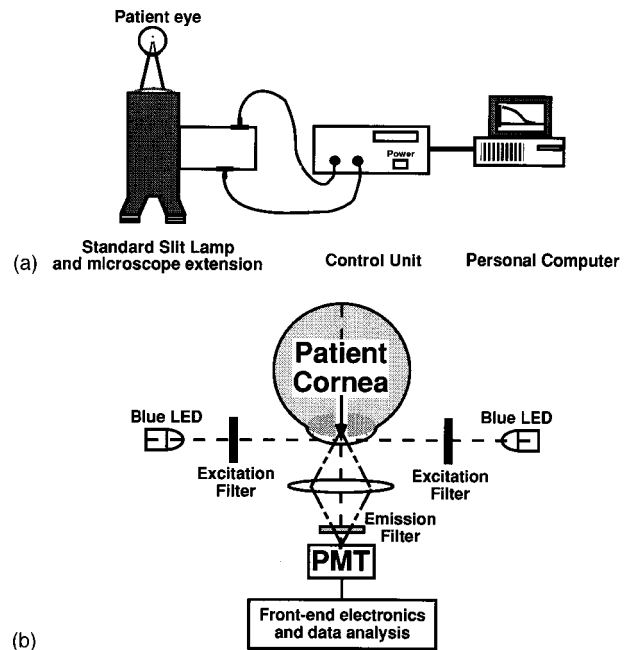 Patient eye
Power
(a)
Standard Slit Lamp
and microscope extension
Control Unit
Personal Computer
Patient
Cornea
Blue LED
Blue LED
Excitation
Filter
Excitation
Filter
Emission
Filter
PMT
Front-end electronics
and data analysis
(b)